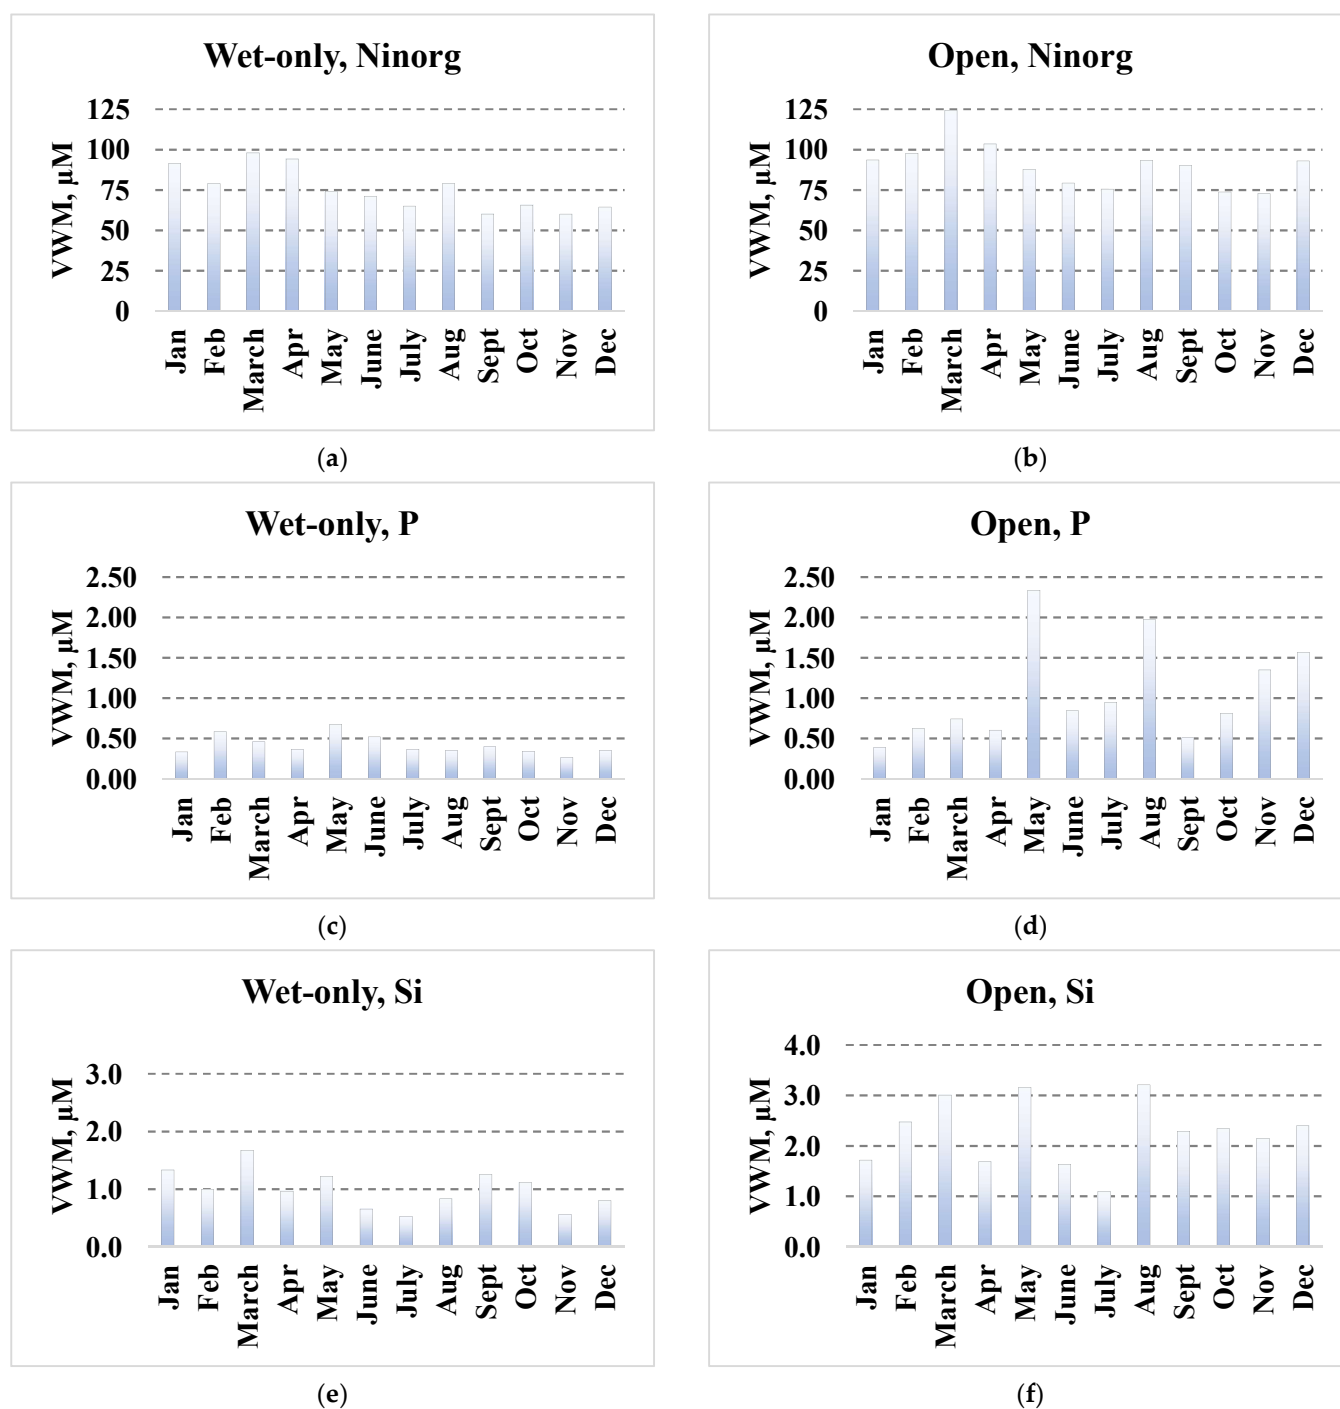 Wet-only, Ninorg
VWM, µM
125
100
75
50
25
0
Jan
Feb
March
Apr
May
June
July
Aug
Sept
Oct
Nov
Dec
(a)
Open, Ninorg
VWM, µM
125
100
75
50
25
0
Jan
Feb
March
Apr
May
June
July
Aug
Sept
Oct
Nov
Dec
(b)
Wet-only, P
VWM, µM
2.50
2.00
1.50
1.00
0.50
0.00
Jan
Feb
March
Apr
May
June
July
Aug
Sept
Oct
Nov
Dec
(c)
Open, P
VWM, µM
2.50
2.00
1.50
1.00
0.50
0.00
Jan
Feb
March
Apr
May
June
July
Aug
Sept
Oct
Nov
Dec
(d)
Wet-only, Si
VWM, µM
3.0
2.0
1.0
0.0
Jan
Feb
March
Apr
May
June
July
Aug
Sept
Oct
Nov
Dec
(e)
Open, Si
VWM, µM
4.0
3.0
2.0
1.0
0.0
Jan
Feb
March
Apr
May
June
July
Aug
Sept
Oct
Nov
Dec
(f)